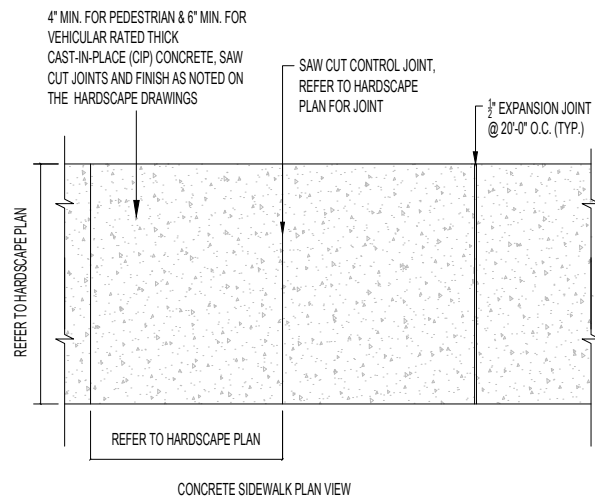 4" MIN. FOR PEDESTRIAN & 6" MIN. FOR
VEHICULAR RATED THICK
CAST-IN-PLACE (CIP) CONCRETE, SAW
CUT JOINTS AND FINISH AS NOTED ON
THE HARDSCAPE DRAWINGS
SAW CUT CONTROL JOINT,
REFER TO HARDSCAPE
PLAN FOR JOINT
1/2" EXPANSION JOINT
@ 20'-0" O.C. (TYP.)
REFER TO HARDSCAPE PLAN
REFER TO HARDSCAPE PLAN
CONCRETE SIDEWALK PLAN VIEW